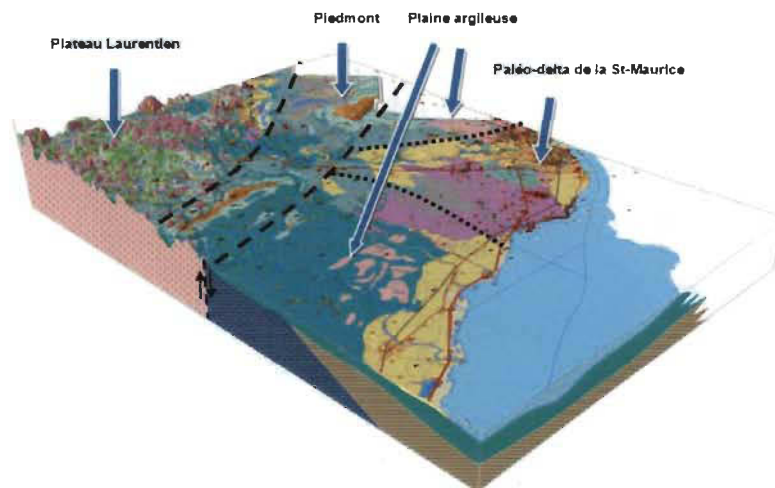 Piedmont
Plaine argileuse
Plateau Laurentien
Paléo-delta de la St-Maurice